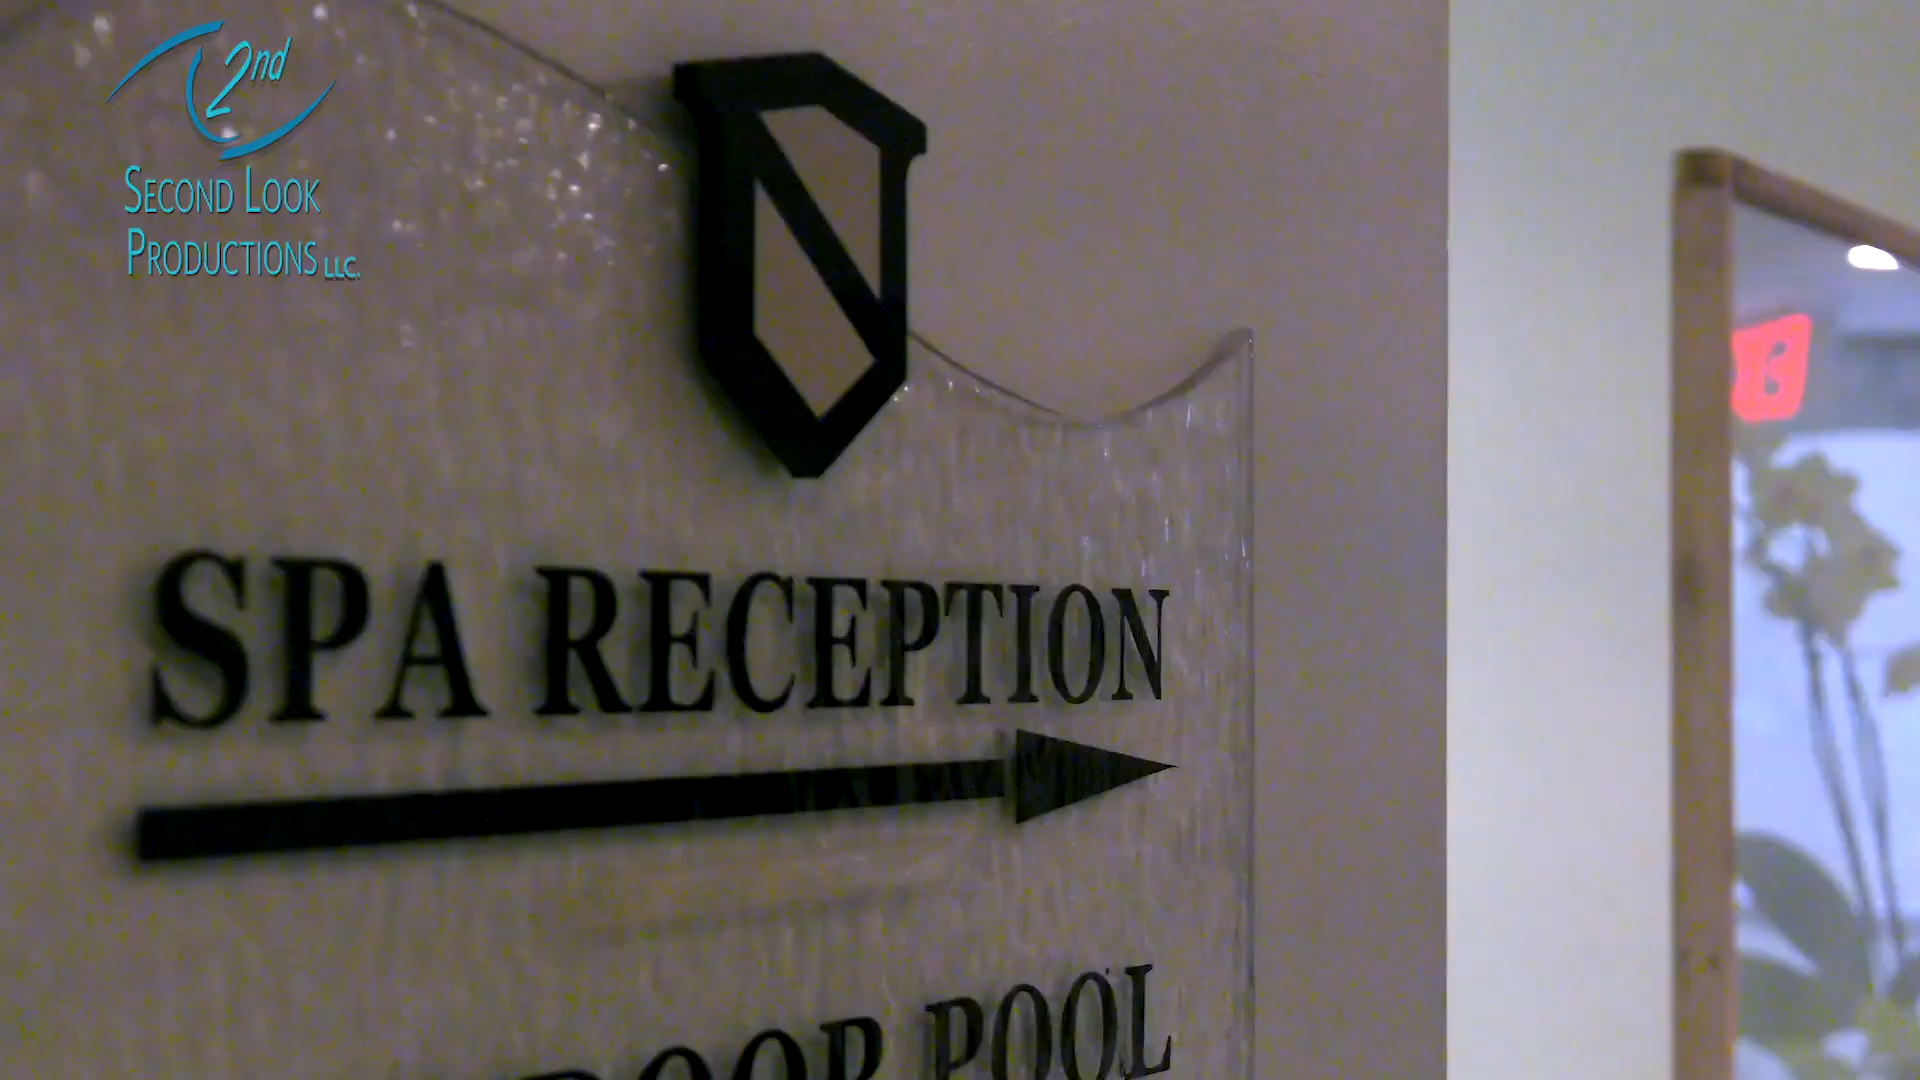 2nd
SECOND LOOK
PRODUCTIONS LLC.
SPA RECEPTION
POOL